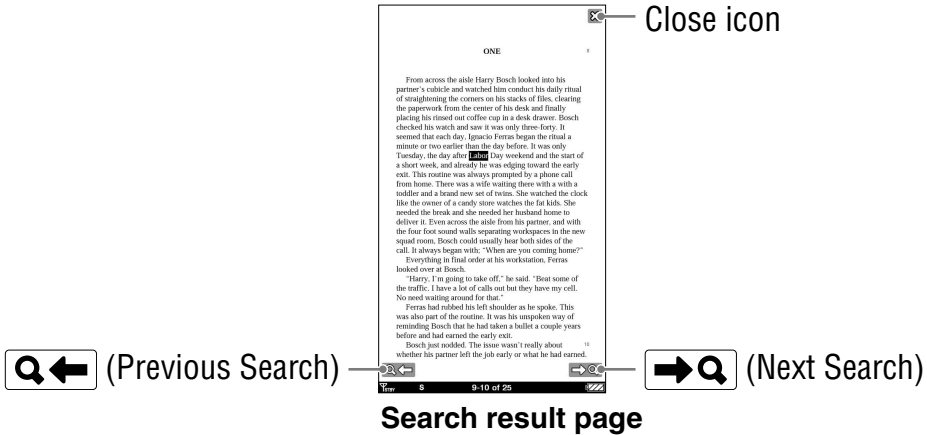 Close icon
ONE
9
From across the aisle Harry Bosch looked into his
partner's cubicle and watched him conduct his daily ritual
of straightening the corners on his stacks of files, clearing
the paperwork from the center of his desk and finally
placing his rinsed out coffee cup in a desk drawer. Bosch
checked his watch and saw it was only three-forty. It
seemed that each day, Ignacio Ferras began the ritual a
minute or two earlier than the day before. It was only
Tuesday, the day after Labor Day weekend and the start of
a short week, and already he was edging toward the early
exit. This routine was always prompted by a phone call
from home. There was a wife waiting there with a with a
toddler and a brand new set of twins. She watched the clock
like the owner of a candy store watches the fat kids. She
needed the break and she needed her husband home to
deliver it. Even across the aisle from his partner, and with
the four foot sound walls separating workspaces in the new
squad room, Bosch could usually hear both sides of the
call. It always began with; "When are you coming home?"
Everything in final order at his workstation, Ferras
looked over at Bosch.
"Harry, I'm going to take off," he said. "Beat some of
the traffic. I have a lot of calls out but they have my cell.
No need waiting around for that."
Ferras had rubbed his left shoulder as he spoke. This
was also part of the routine. It was his unspoken way of
reminding Bosch that he had taken a bullet a couple years
before and had earned the early exit.
Bosch just nodded. The issue wasn't really about
10
whether his partner left the job early or what he had earned.
(Previous Search)
(Next Search)
STBY S 9-10 of 25
Search result page